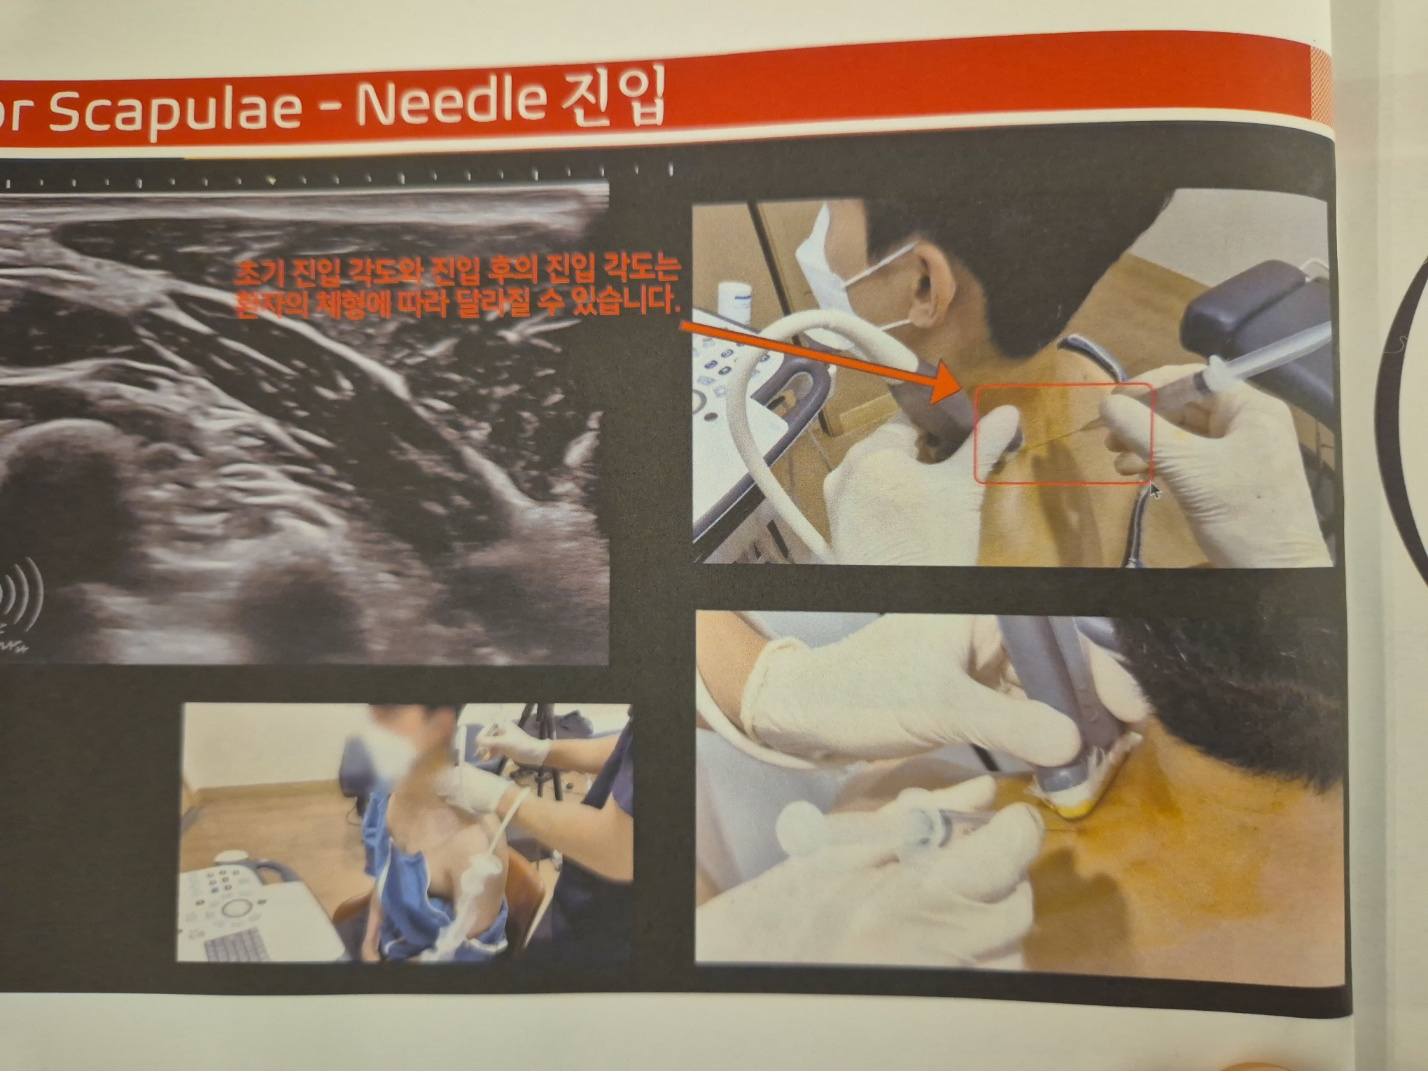 or Scapulae - Needle 진입
초기 진입 각도와 진입 후의 진입 각도는
환자의 체형에 따라 달라질 수 있습니다.